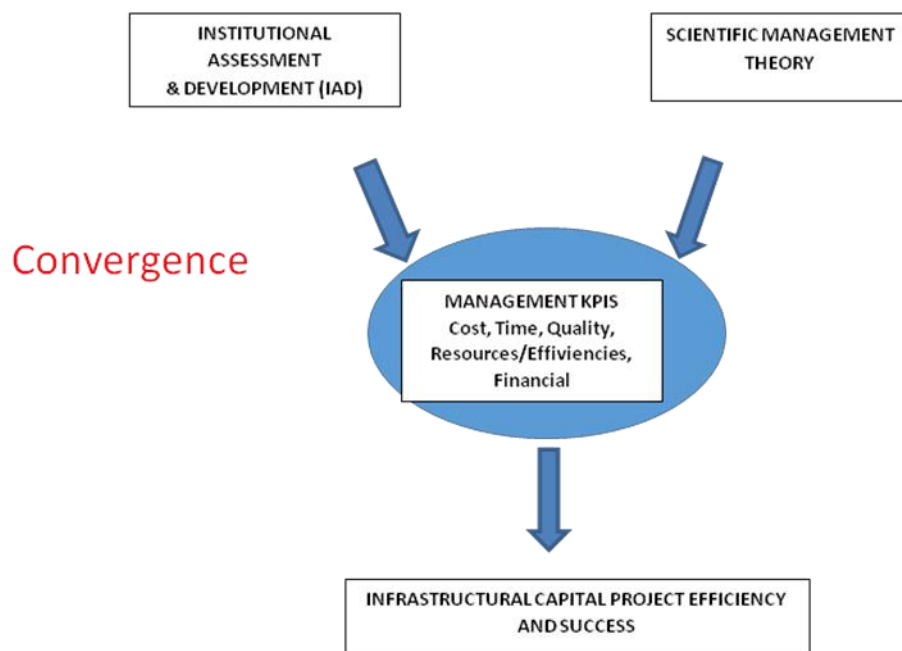 INSTITUTIONAL
ASSESSMENT
& DEVELOPMENT (IAD)
SCIENTIFIC MANAGEMENT
THEORY
Convergence
MANAGEMENT KPIS
Cost, Time, Quality,
Resources/Effiviencies,
Financial
INFRASTRUCTURAL CAPITAL PROJECT EFFICIENCY
AND SUCCESS